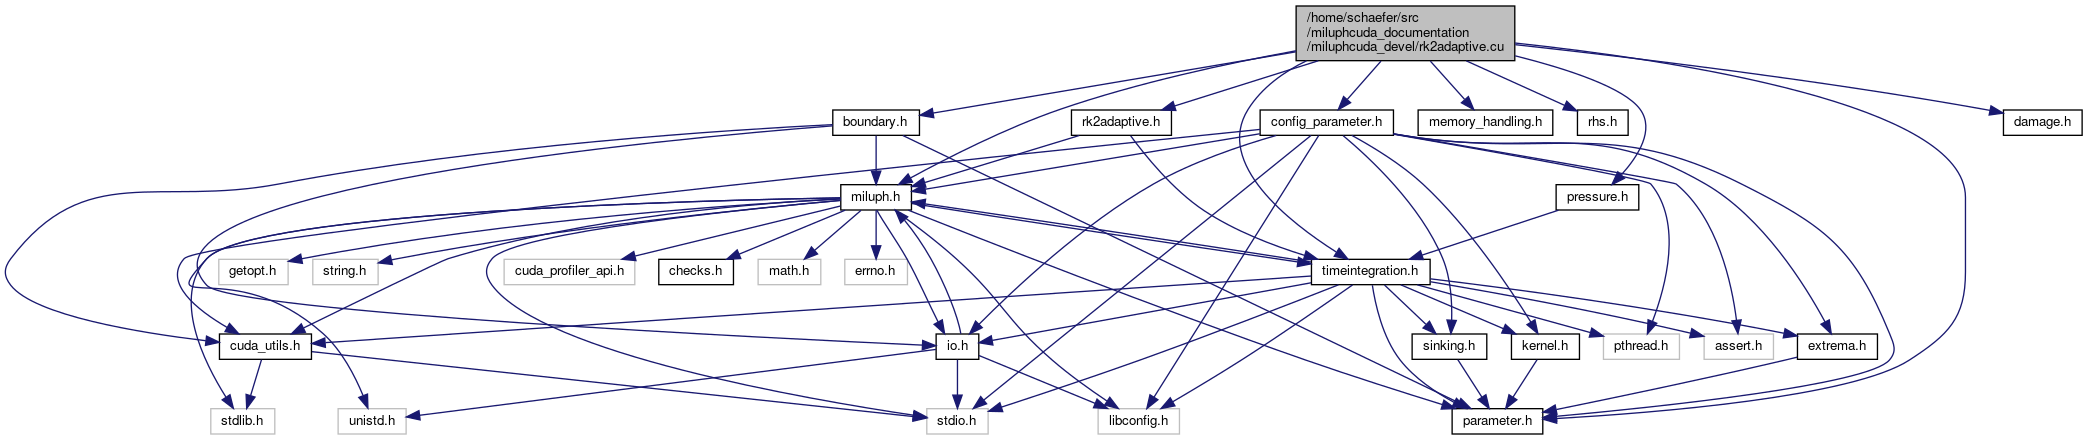 /home/schaefer/src
/miluphcuda_documentation
/miluphcuda_devel/rk2adaptive.cu
boundary.h
rk2adaptive.h
config_parameter.h
memory_handling.h
rhs.h
damage.h
miluph.h
pressure.h
getopt.h
string.h
cuda_profiler_api.h
checks.h
math.h
errno.h
timeintegration.h
cuda_utils.h
io.h
sinking.h
kernel.h
pthread.h
assert.h
extrema.h
stdlib.h
unistd.h
stdio.h
libconfig.h
parameter.h